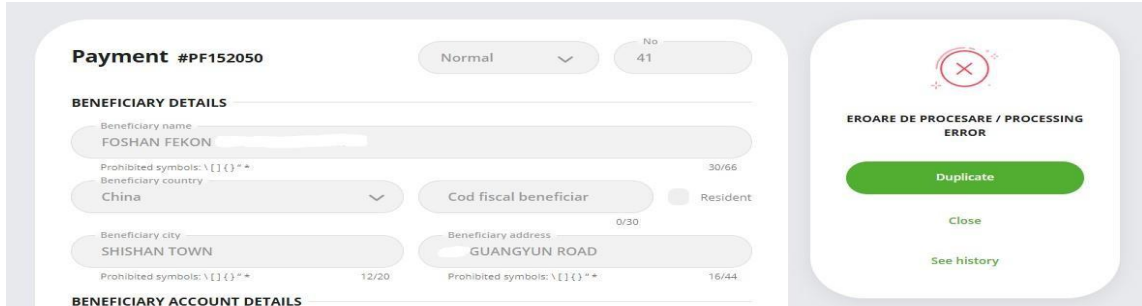 Payment #PF152050
Normal
No
41
BENEFICIARY DETAILS
Beneficiary name
FOSHAN FEKON
Prohibited symbols: \ [ ] { } " *
30/66
Beneficiary country
China
Cod fiscal beneficiar
Resident
0/30
Beneficiary city
SHISHAN TOWN
Beneficiary address
GUANGYUN ROAD
Prohibited symbols: \ [ ] { } " *
12/20
Prohibited symbols: \ [ ] { } " *
16/44
BENEFICIARY ACCOUNT DETAILS
EROARE DE PROCESARE / PROCESSING
ERROR
Duplicate
Close
See history